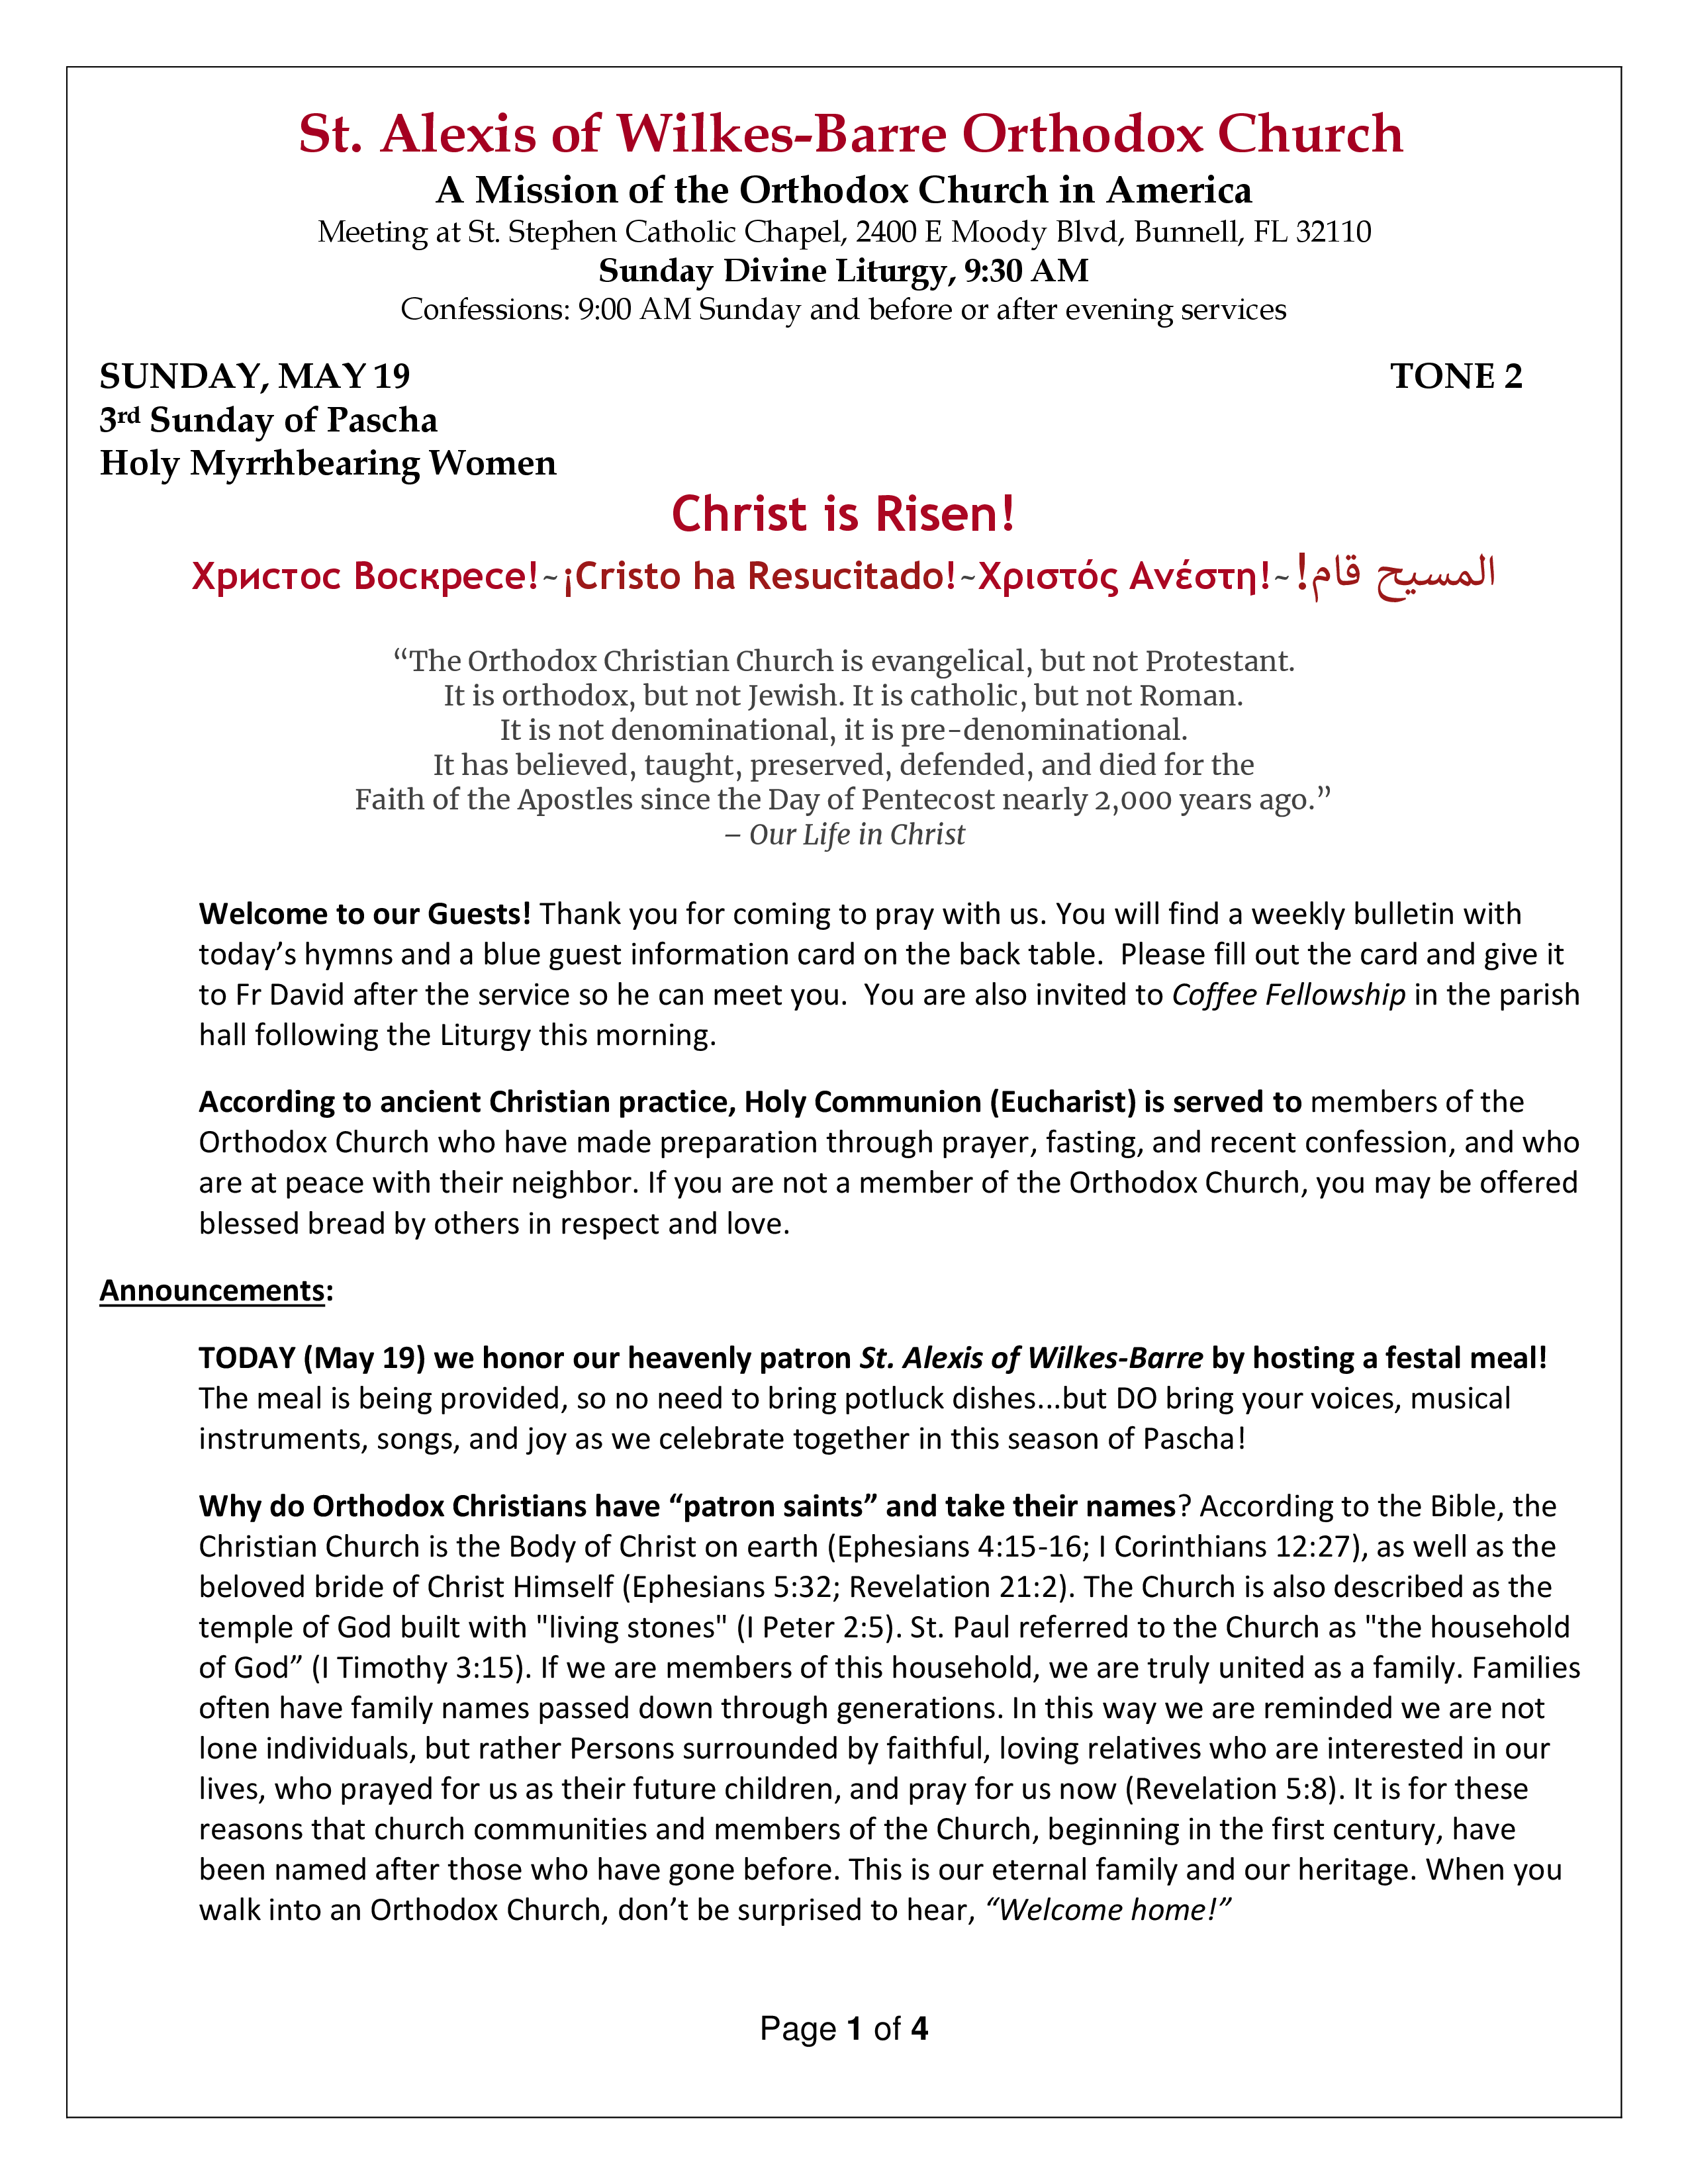 St. Alexis of Wilkes-Barre Orthodox Church
A Mission of the Orthodox Church in America
Meeting at St. Stephen Catholic Chapel, 2400 E Moody Blvd, Bunnell, FL 32110
Sunday Divine Liturgy, 9:30 AM
Confessions: 9:00 AM Sunday and before or after evening services
SUNDAY, MAY 19 TONE 2
3rd Sunday of Pascha
Holy Myrrhbearing Women
Christ is Risen!
Христос Воскресе!~¡Cristo ha Resucitado!~Χριστός Ανέστη!~المسيح قام!
“The Orthodox Christian Church is evangelical, but not Protestant.
It is orthodox, but not Jewish. It is catholic, but not Roman.
It is not denominational, it is pre-denominational.
It has believed, taught, preserved, defended, and died for the
Faith of the Apostles since the Day of Pentecost nearly 2,000 years ago.”
– Our Life in Christ
Welcome to our Guests! Thank you for coming to pray with us. You will find a weekly bulletin with
today’s hymns and a blue guest information card on the back table.  Please fill out the card and give it
to Fr David after the service so he can meet you.  You are also invited to Coffee Fellowship in the parish
hall following the Liturgy this morning.
According to ancient Christian practice, Holy Communion (Eucharist) is served to members of the
Orthodox Church who have made preparation through prayer, fasting, and recent confession, and who
are at peace with their neighbor. If you are not a member of the Orthodox Church, you may be offered
blessed bread by others in respect and love.
Announcements:
TODAY (May 19) we honor our heavenly patron St. Alexis of Wilkes-Barre by hosting a festal meal!
The meal is being provided, so no need to bring potluck dishes...but DO bring your voices, musical
instruments, songs, and joy as we celebrate together in this season of Pascha!
Why do Orthodox Christians have “patron saints” and take their names? According to the Bible, the
Christian Church is the Body of Christ on earth (Ephesians 4:15-16; I Corinthians 12:27), as well as the
beloved bride of Christ Himself (Ephesians 5:32; Revelation 21:2). The Church is also described as the
temple of God built with "living stones" (I Peter 2:5). St. Paul referred to the Church as "the household
of God” (I Timothy 3:15). If we are members of this household, we are truly united as a family. Families
often have family names passed down through generations. In this way we are reminded we are not
lone individuals, but rather Persons surrounded by faithful, loving relatives who are interested in our
lives, who prayed for us as their future children, and pray for us now (Revelation 5:8). It is for these
reasons that church communities and members of the Church, beginning in the first century, have
been named after those who have gone before. This is our eternal family and our heritage. When you
walk into an Orthodox Church, don’t be surprised to hear, “Welcome home!”
Page 1 of 4